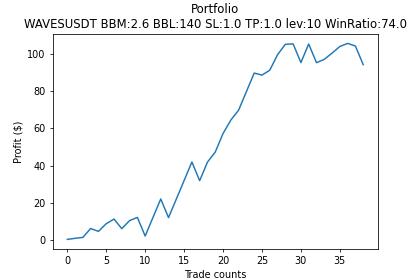 Portfolio
WAVESUSDT BBM:2.6 BBL:140 SL:1.0 TP:1.0 lev:10 WinRatio:74.0
100
80
60
40
20
0
Profit ($)
0 5 10 15 20 25 30 35
Trade counts